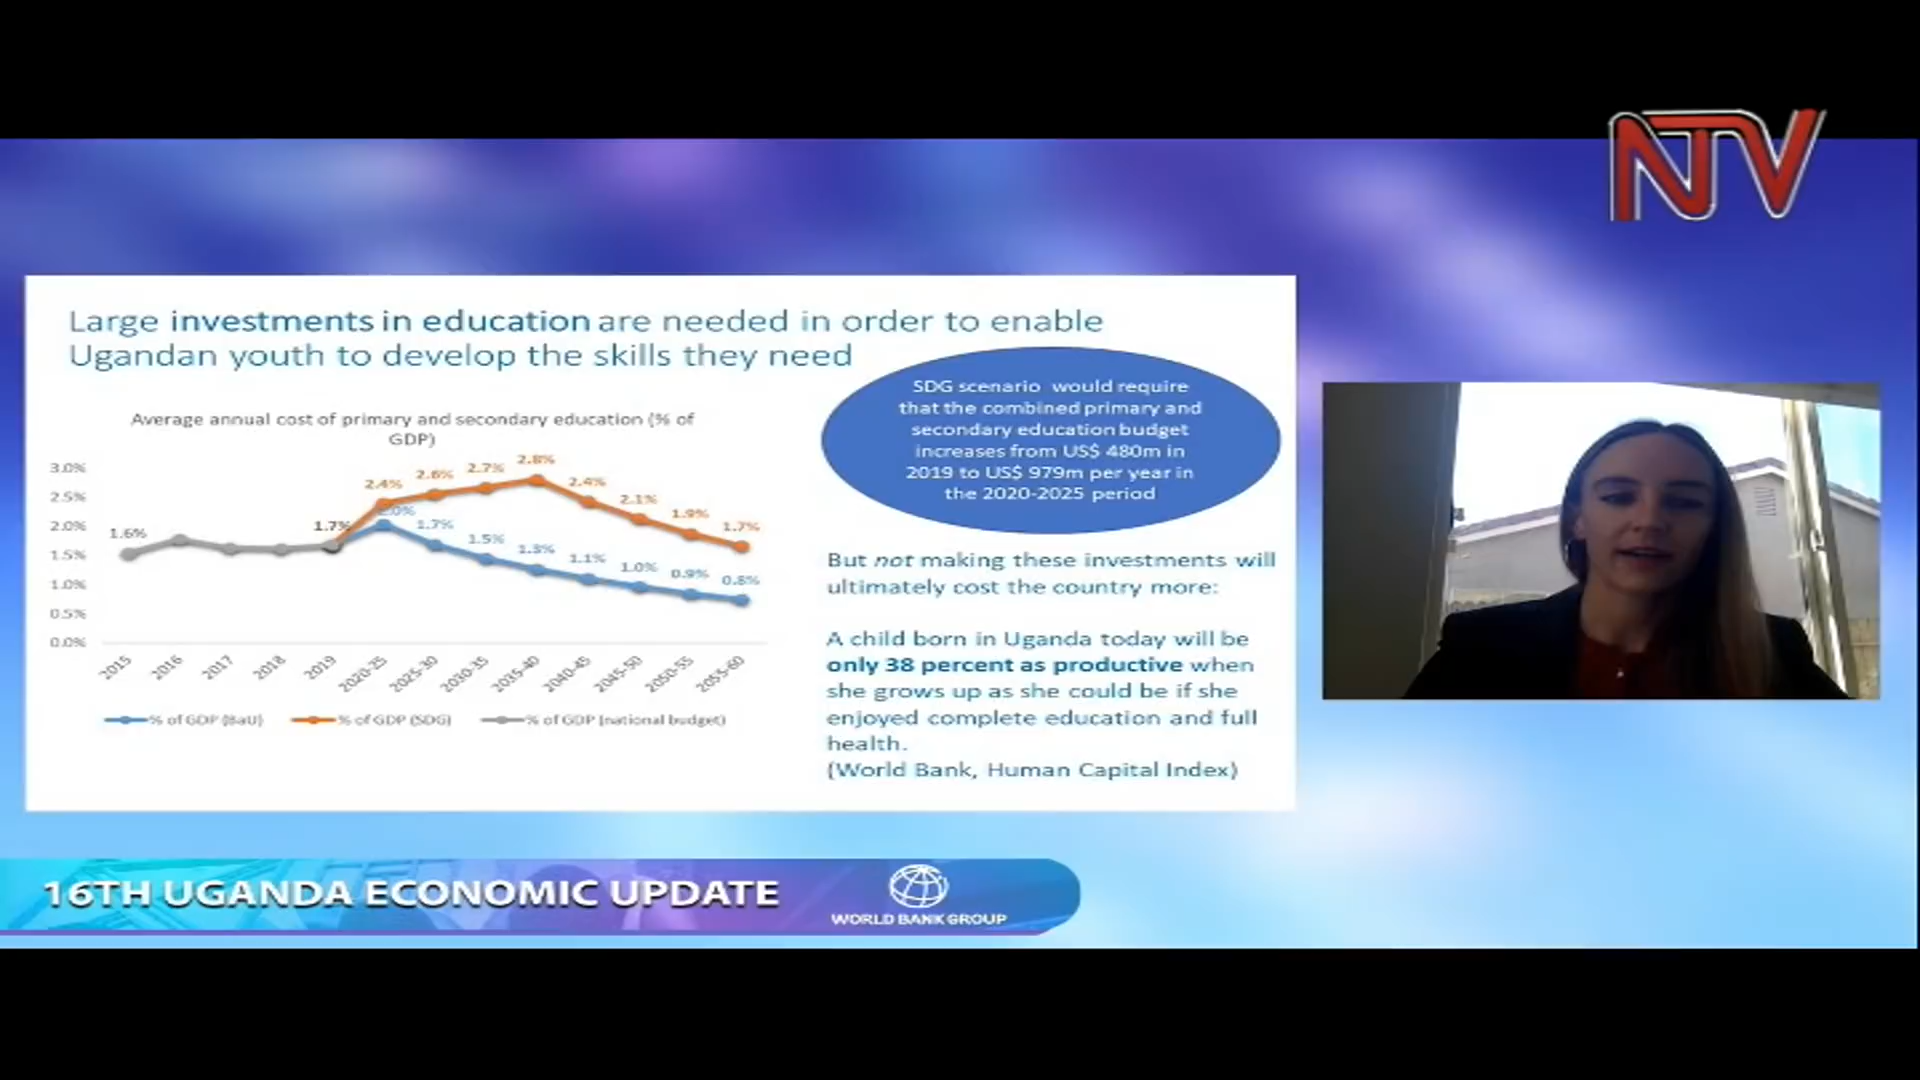 NTV
Large investments in education are needed in order to enable
Ugandan youth to develop the skills they need
SDG scenario would require
that the combined primary and
secondary education budget
increases from US$ 480m in
2019 to US$ 979m per year in
the 2020-2025 period
Average annual cost of primary and secondary education (% of
GDP)
3.0%
2.5%
2.0%
1.5%
1.0%
0.5%
0.0%
1.6%
1.7%
2.4%
2.6%
2.7%
2.8%
2.4%
2.1%
1.9%
1.7%
2.0%
1.7%
1.5%
1.3%
1.1%
1.0%
0.9%
0.8%
2015
2016
2017
2018
2019
2020-25
2025-30
2030-35
2035-40
2040-45
2045-50
2050-55
2055-60
% of GDP (BaU)
% of GDP (SDG)
% of GDP (national budget)
But not making these investments will
ultimately cost the country more:
A child born in Uganda today will be
only 38 percent as productive when
she grows up as she could be if she
enjoyed complete education and full
health.
(World Bank, Human Capital Index)
16TH UGANDA ECONOMIC UPDATE
WORLD BANK GROUP